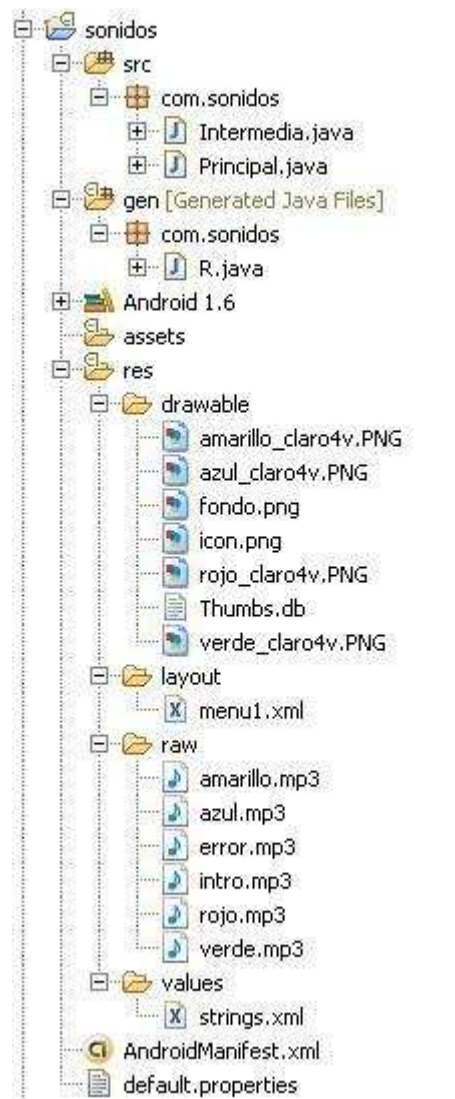 sonidos
src
com.sonidos
Intermedia.java
Principal.java
gen [Generated Java Files]
com.sonidos
R.java
Android 1.6
assets
res
drawable
amarillo_claro4v.PNG
azul_claro4v.PNG
fondo.png
icon.png
rojo_claro4v.PNG
Thumbs.db
verde_claro4v.PNG
layout
menu1.xml
raw
amarillo.mp3
azul.mp3
error.mp3
intro.mp3
rojo.mp3
verde.mp3
values
strings.xml
AndroidManifest.xml
default.properties